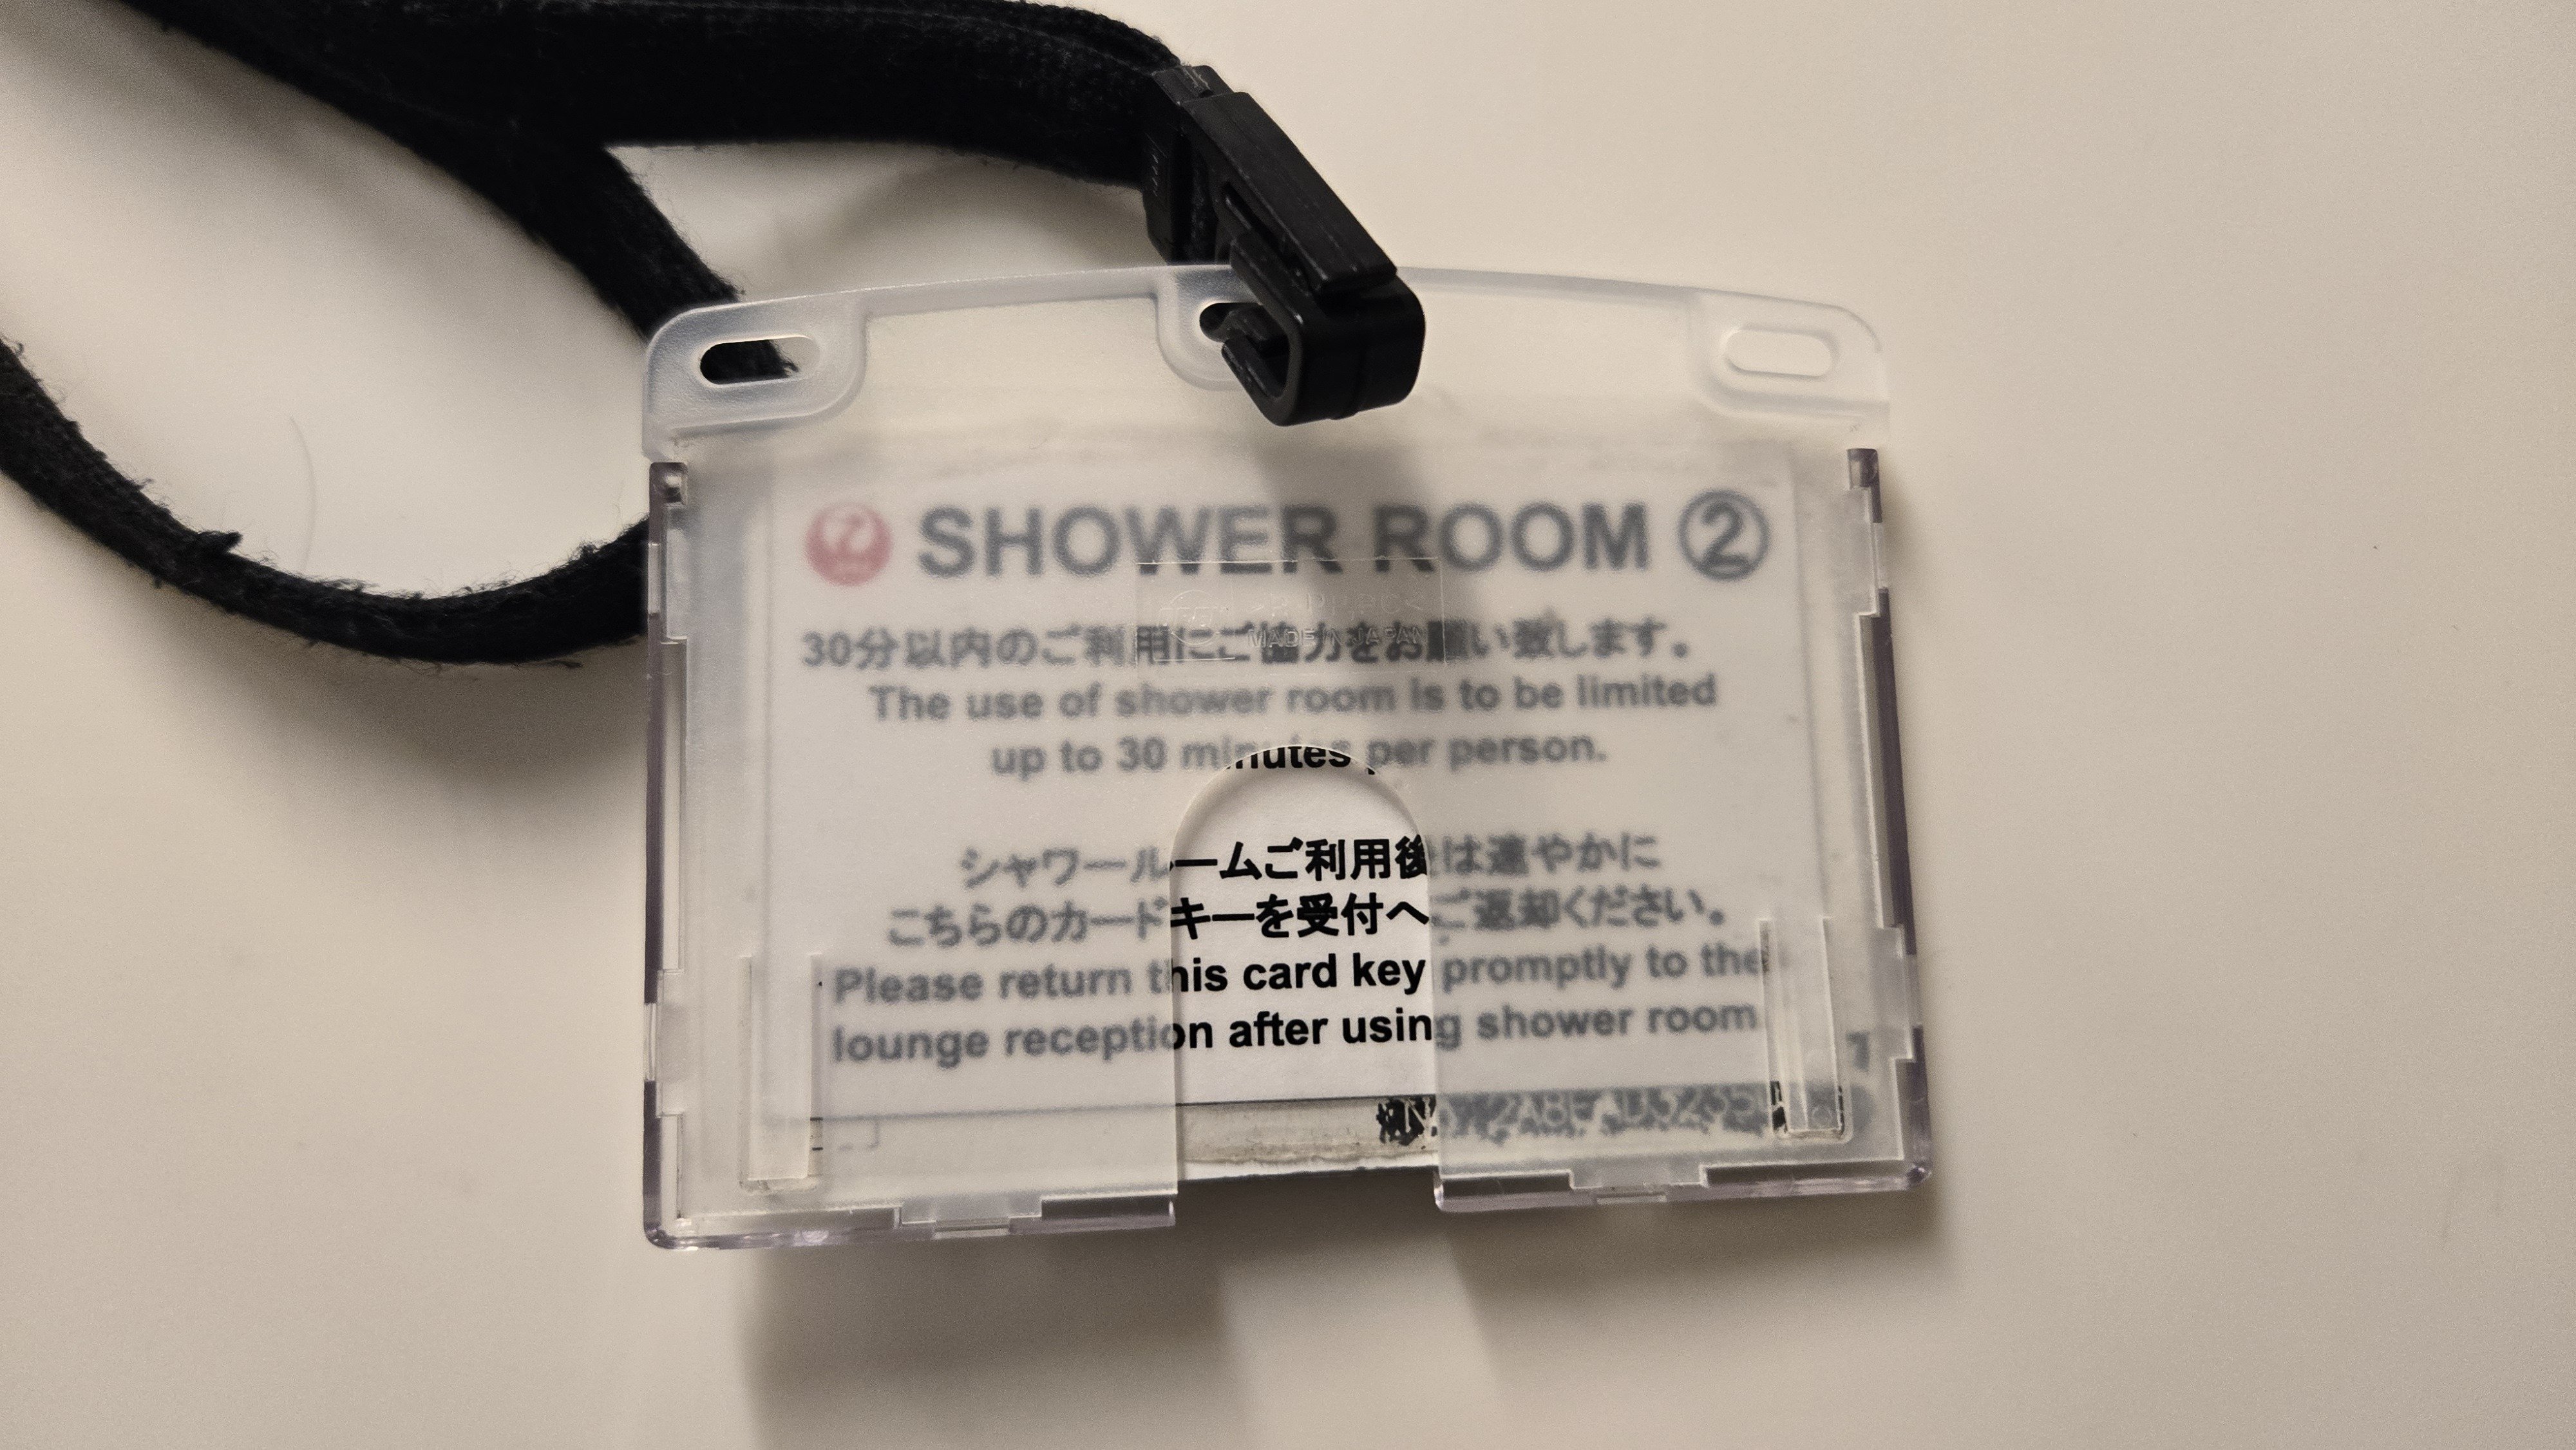 SHOWER ROOM ②
MADE IN JAPAN
30分以内のご利用にご協力をお願い致します。
The use of shower room is to be limited
up to 30 minutes per person.
シャワールームご利用後は速やかに
こちらのカードキーを受付へご返却ください。
Please return this card key promptly to the
lounge reception after using shower room